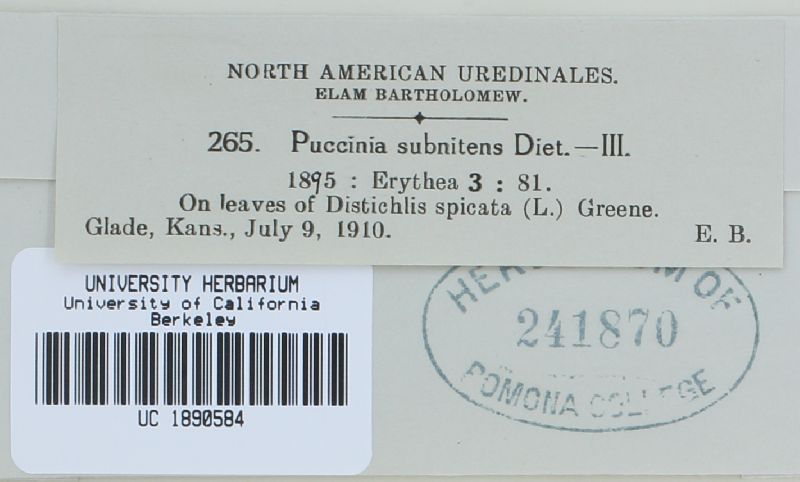 NORTH AMERICAN UREDINALES.
ELAM BARTHOLOMEW.
265. Puccinia subnitens Diet.—III.
1895 : Erythea 3 : 81.
On leaves of Distichlis spicata (L.) Greene.
Glade, Kans., July 9, 1910. E. B.
UNIVERSITY HERBARIUM
University of California
Berkeley
UC 1890584
OF
241870
POMONA COLLEGE